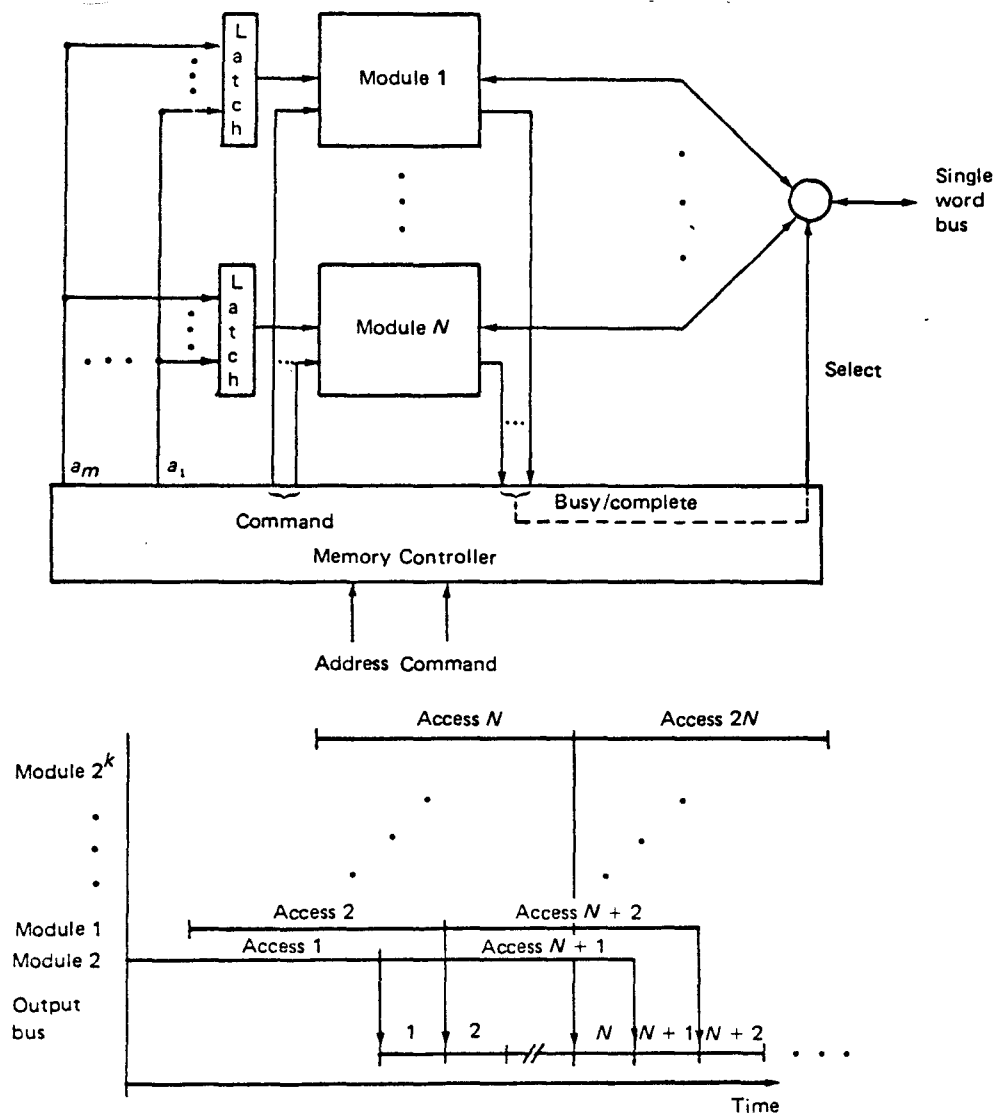 Latch
Module 1
Single
word
bus
Latch
Module N
Select
a_m
a_1
Busy/complete
Command
Memory Controller
Address Command
Access N
Access 2N
Module 2^k
Access 2
Access N + 2
Module 1
Access 1
Access N + 1
Module 2
Output
bus
1
2
N
N + 1
N + 2
Time